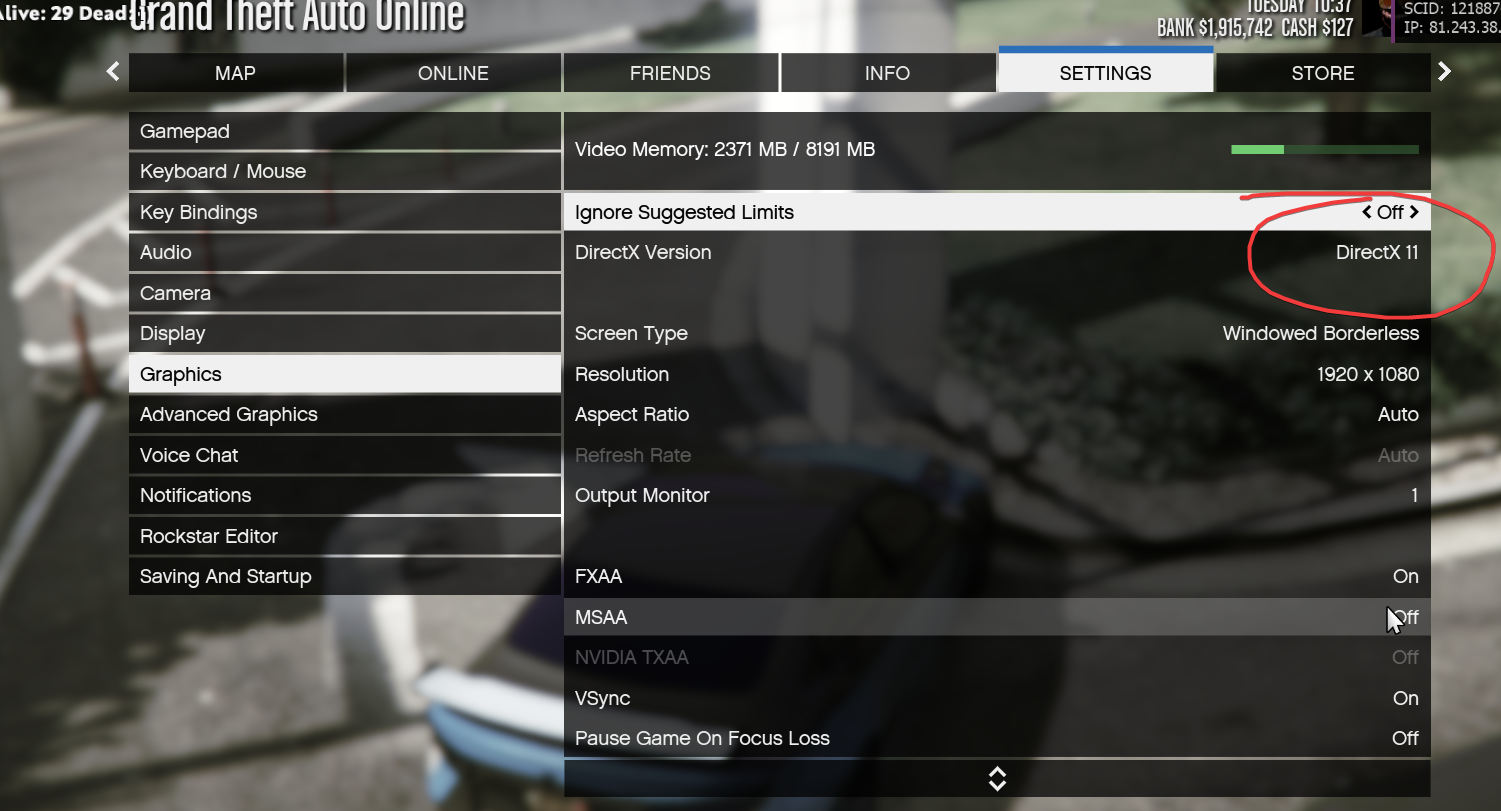 Alive: 29 Dead:
Grand Theft Auto Online
TUESDAY 10:37
BANK $1,915,742 CASH $127
SCID: 121887
IP: 81.243.38.
MAP
ONLINE
FRIENDS
INFO
SETTINGS
STORE
Gamepad
Keyboard / Mouse
Key Bindings
Audio
Camera
Display
Graphics
Advanced Graphics
Voice Chat
Notifications
Rockstar Editor
Saving And Startup
Video Memory: 2371 MB / 8191 MB
Ignore Suggested Limits < Off >
DirectX Version DirectX 11
Screen Type Windowed Borderless
Resolution 1920 x 1080
Aspect Ratio Auto
Refresh Rate Auto
Output Monitor 1
FXAA On
MSAA Off
NVIDIA TXAA Off
VSync On
Pause Game On Focus Loss Off